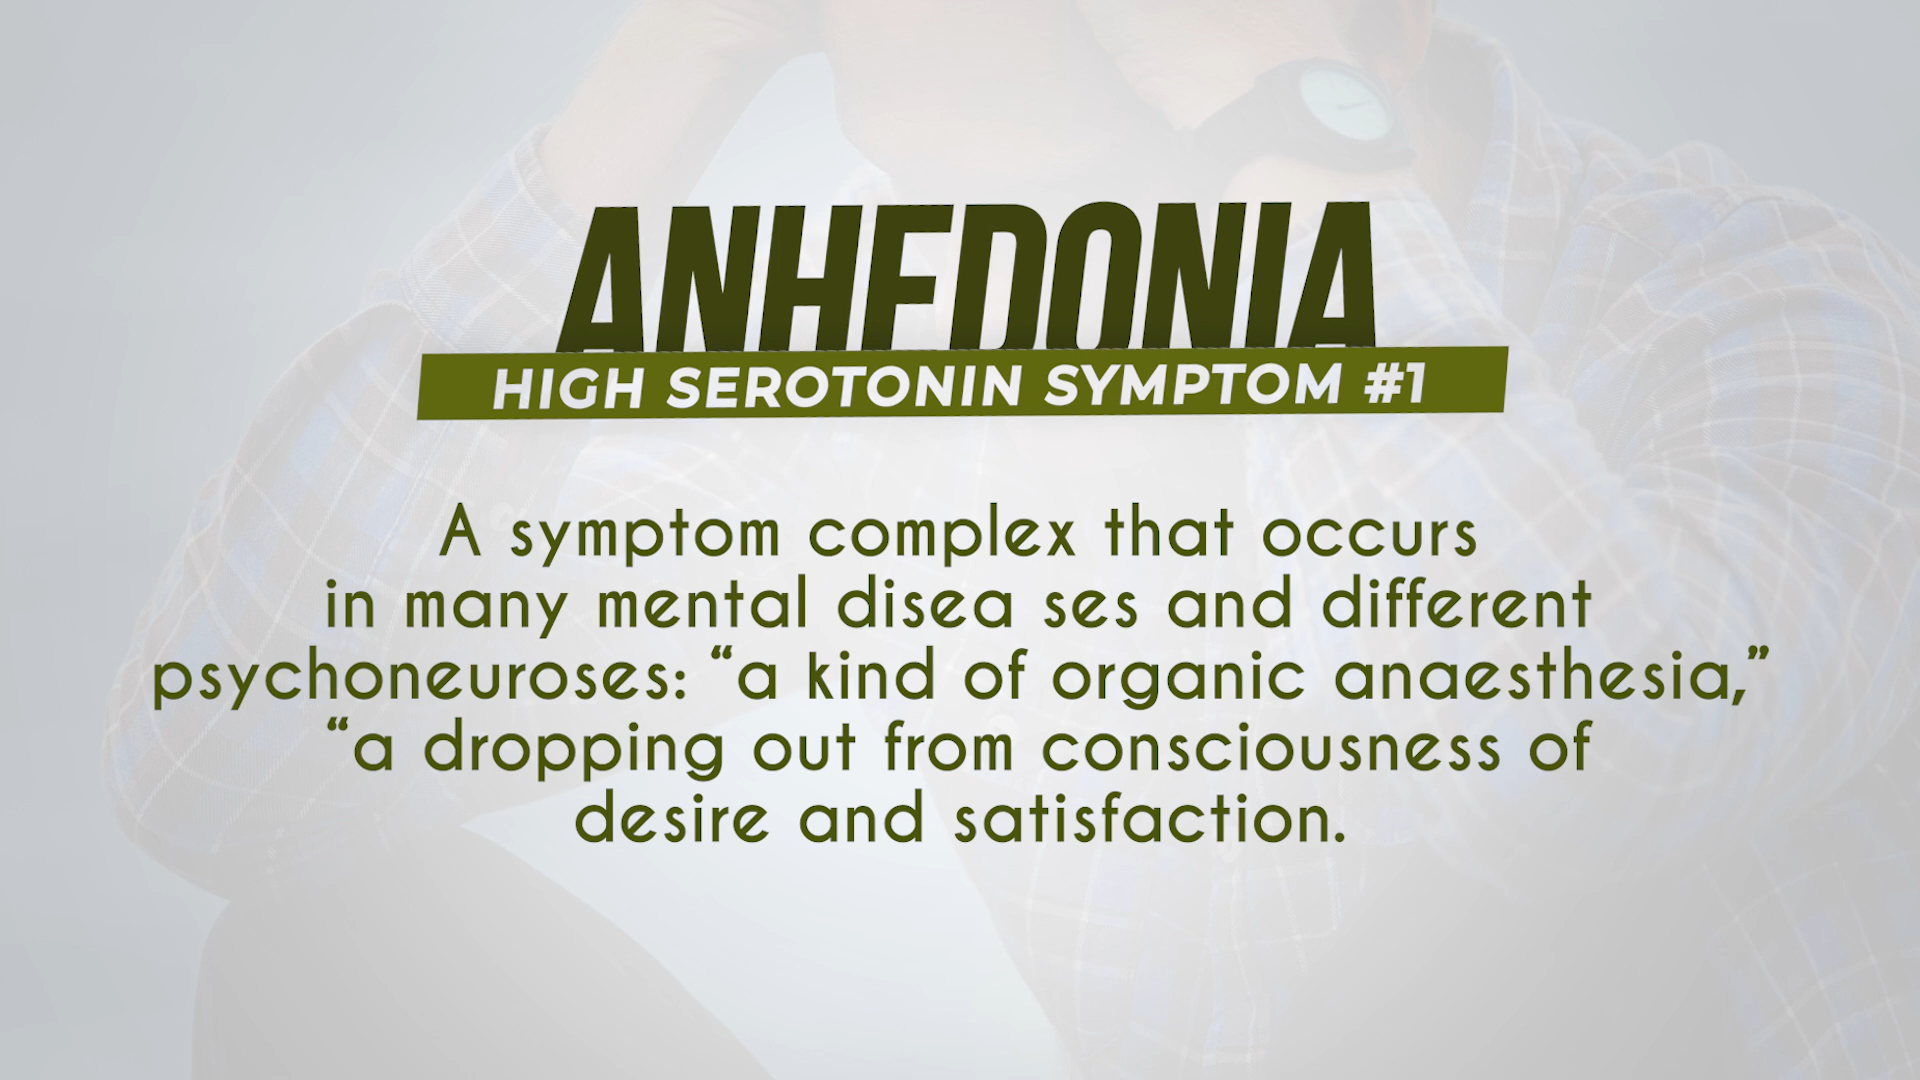 ANHEDONIA
HIGH SEROTONIN SYMPTOM #1
A symptom complex that occurs
in many mental disea ses and different
psychoneuroses: “a kind of organic anaesthesia,”
“a dropping out from consciousness of
desire and satisfaction.